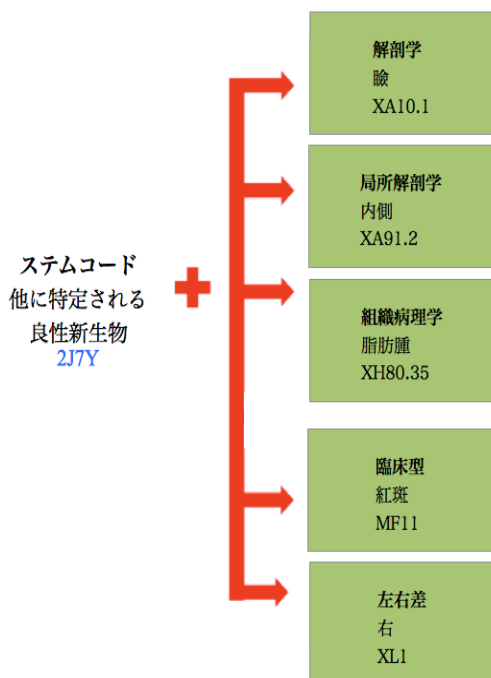 ステムコード
他に特定される
良性新生物
2J7Y
解剖学
瞼
XA10.1
局所解剖学
内側
XA91.2
組織病理学
脂肪腫
XH80.35
臨床型
紅斑
MF11
左右差
右
XL1